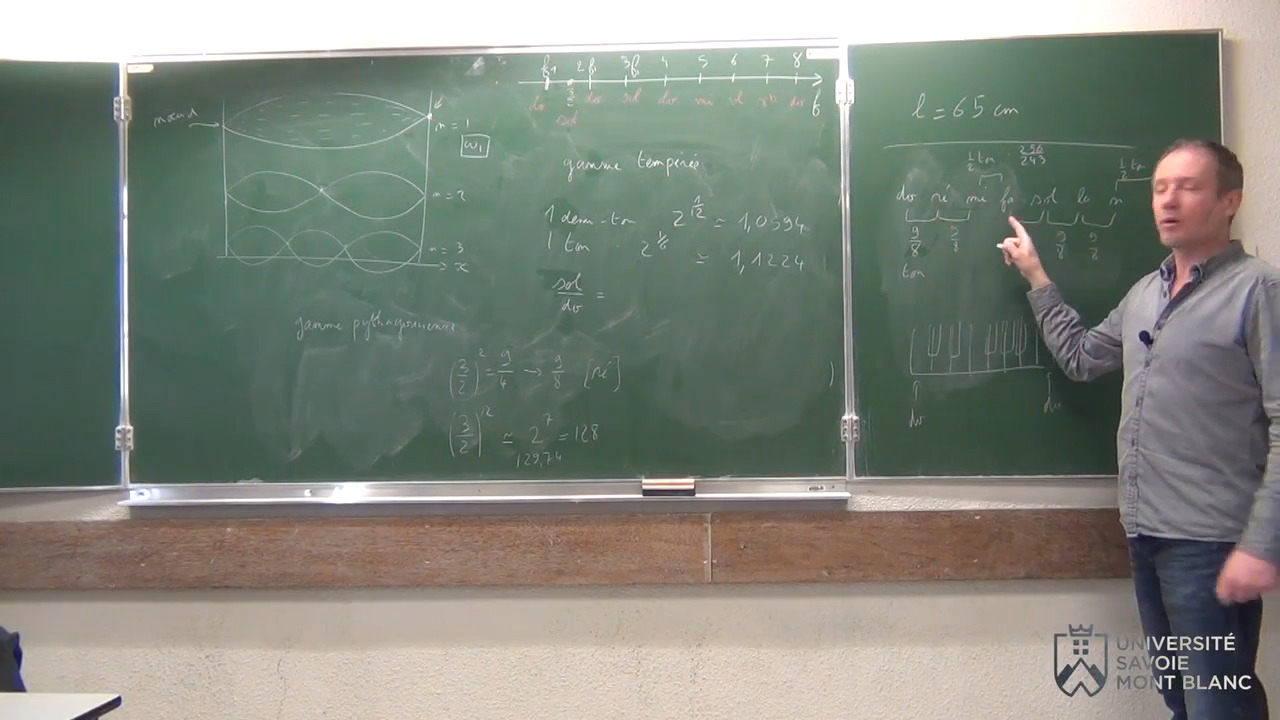 nœud
n = 1
ω₁
n = 2
n = 3
x
f₁ 2f₁ 3f₁ 4 5 6 7 8
do 3/2 do sol do mi sol do
sol
f
gamme tempérée
1 demi-ton 2^(1/12) ≃ 1,0594
1 ton 2^(1/6) ≃ 1,1224
sol/do =
gamme pythagoricienne
(3/2)² = 9/4 → 9/8 [ré]
(3/2)^12 ≃ 2^7 = 128
129,74
l = 65 cm
1/2 ton 256/243 1/2 ton
do ré mi fa sol la si
9/8 9/8 9/8 9/8
ton
do do
UNIVERSITÉ
SAVOIE
MONT BLANC